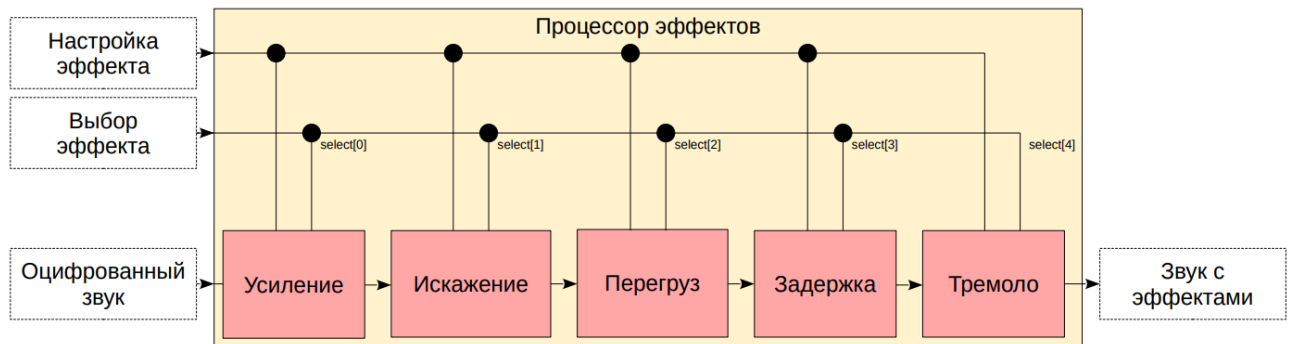 Процессор эффектов
Настройка
эффекта
Выбор
эффекта
select[0]
select[1]
select[2]
select[3]
select[4]
Оцифрованный
звук
Усиление
Искажение
Перегруз
Задержка
Тремоло
Звук с
эффектами